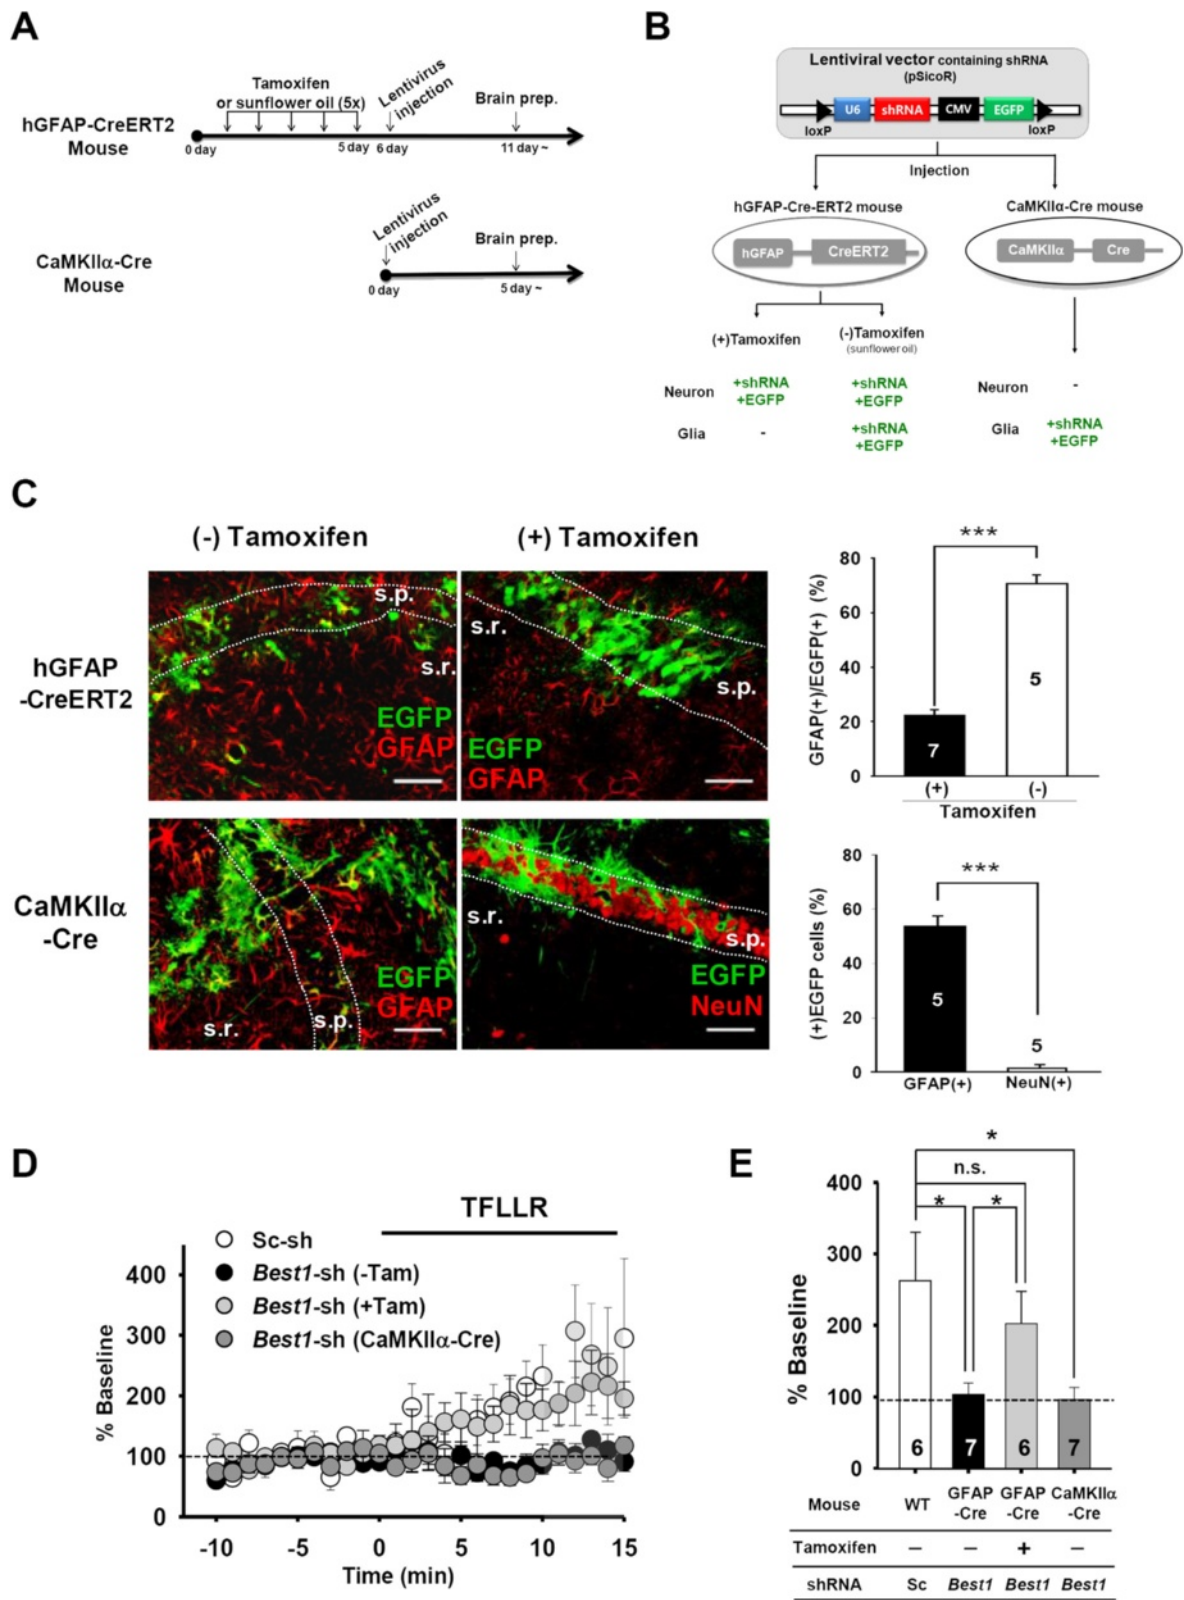 A
Tamoxifen
or sunflower oil (5x)
Lentivirus
injection
Brain prep.
hGFAP-CreERT2
Mouse
0 day
5 day
6 day
11 day ~
Lentivirus
injection
Brain prep.
CaMKIIα-Cre
Mouse
0 day
5 day ~
B
Lentiviral vector containing shRNA
(pSicoR)
U6
shRNA
CMV
EGFP
loxP
loxP
Injection
hGFAP-Cre-ERT2 mouse
CaMKIIα-Cre mouse
hGFAP
CreERT2
CaMKIIα
Cre
(+)Tamoxifen
(-)Tamoxifen
(sunflower oil)
Neuron
+shRNA
+EGFP
+shRNA
+EGFP
Neuron
-
Glia
-
+shRNA
+EGFP
Glia
+shRNA
+EGFP
C
(-) Tamoxifen
(+) Tamoxifen
hGFAP
-CreERT2
s.p.
s.r.
EGFP
GFAP
s.r.
s.p.
EGFP
GFAP
CaMKIIα
-Cre
s.r.
s.p.
EGFP
GFAP
s.r.
s.p.
EGFP
NeuN
GFAP(+)/EGFP(+) (%)
80
60
40
20
0
***
7
5
(+)
(-)
Tamoxifen
(+)EGFP cells (%)
80
60
40
20
0
***
5
5
GFAP(+)
NeuN(+)
D
TFLLR
Sc-sh
Best1-sh (-Tam)
Best1-sh (+Tam)
Best1-sh (CaMKIIα-Cre)
% Baseline
400
300
200
100
0
-10
-5
0
5
10
15
Time (min)
E
*
n.s.
*
*
% Baseline
400
300
200
100
0
6
7
6
7
Mouse
WT
GFAP
-Cre
GFAP
-Cre
CaMKIIα
-Cre
Tamoxifen
–
–
+
–
shRNA
Sc
Best1
Best1
Best1